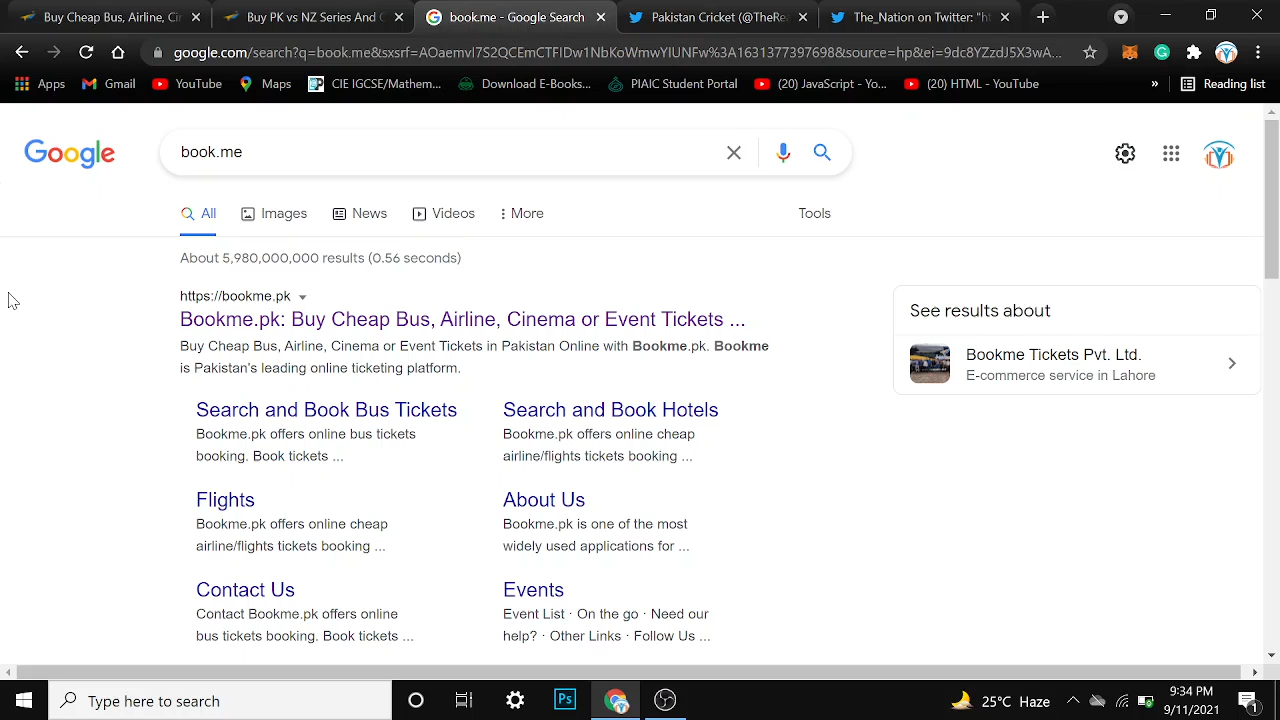 Buy Cheap Bus, Airline, Ci
Buy PK vs NZ Series And C
book.me - Google Search
Pakistan Cricket (@TheRea
The_Nation on Twitter: "ht
google.com/search?q=book.me&sxsrf=AOaemvI7S2QCEmCTFIDw1NbKoWmwYIUNFw%3A1631377397698&source=hp&ei=9dc8YZzdJ5X3wA...
Apps
Gmail
YouTube
Maps
CIE IGCSE/Mathem...
Download E-Books...
PIAIC Student Portal
(20) JavaScript - Yo...
(20) HTML - YouTube
»
Reading list
Google
book.me
All
Images
News
Videos
More
Tools
About 5,980,000,000 results (0.56 seconds)
https://bookme.pk
Bookme.pk: Buy Cheap Bus, Airline, Cinema or Event Tickets ...
Buy Cheap Bus, Airline, Cinema or Event Tickets in Pakistan Online with Bookme.pk. Bookme
is Pakistan's leading online ticketing platform.
Search and Book Bus Tickets
Bookme.pk offers online bus tickets
booking. Book tickets ...
Search and Book Hotels
Bookme.pk offers online cheap
airline/flights tickets booking ...
Flights
Bookme.pk offers online cheap
airline/flights tickets booking ...
About Us
Bookme.pk is one of the most
widely used applications for ...
Contact Us
Contact Bookme.pk offers online
bus tickets booking. Book tickets ...
Events
Event List · On the go · Need our
help? · Other Links · Follow Us ...
See results about
Bookme Tickets Pvt. Ltd.
E-commerce service in Lahore
Type here to search
Ps
25°C Haze
9:34 PM
9/11/2021
1